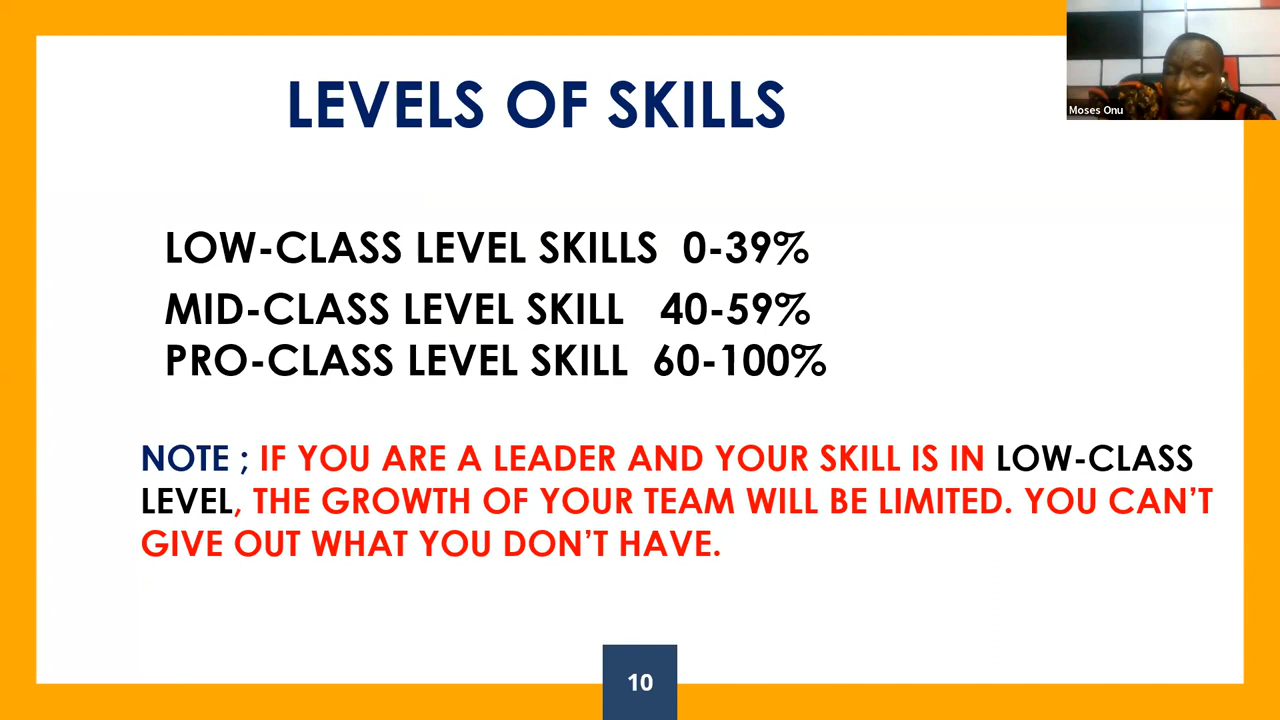 LEVELS OF SKILLS
Moses Onu
LOW-CLASS LEVEL SKILLS 0-39%
MID-CLASS LEVEL SKILL 40-59%
PRO-CLASS LEVEL SKILL 60-100%
NOTE ; IF YOU ARE A LEADER AND YOUR SKILL IS IN LOW-CLASS
LEVEL, THE GROWTH OF YOUR TEAM WILL BE LIMITED. YOU CAN’T
GIVE OUT WHAT YOU DON’T HAVE.
10